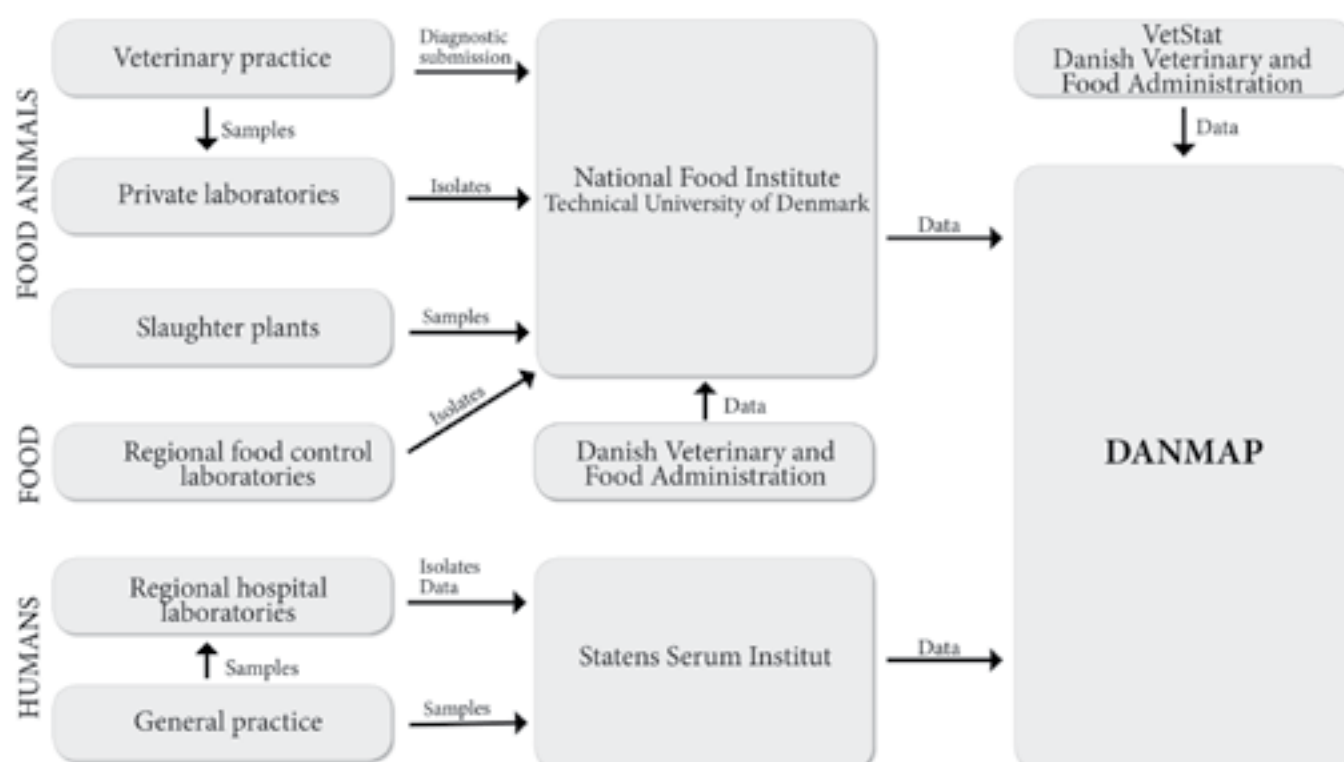 FOOD ANIMALS
Veterinary practice
Diagnostic
submission
Samples
Private laboratories
Isolates
Slaughter plants
Samples
National Food Institute
Technical University of Denmark
Data
VetStat
Danish Veterinary and
Food Administration
Data
FOOD
Regional food control
laboratories
Isolates
Data
Danish Veterinary and
Food Administration
DANMAP
HUMANS
Regional hospital
laboratories
Isolates
Data
Samples
General practice
Samples
Statens Serum Institut
Data